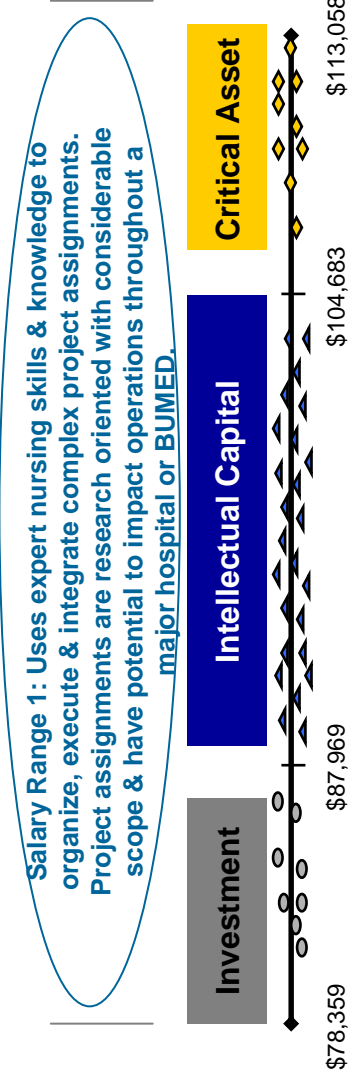 Salary Range 1: Uses expert nursing skills & knowledge to
organize, execute & integrate complex project assignments.
Project assignments are research oriented with considerable
scope & have potential to impact operations throughout a
major hospital or BUMED.
Investment
Intellectual Capital
Critical Asset
$78,359
$87,969
$104,683
$113,058